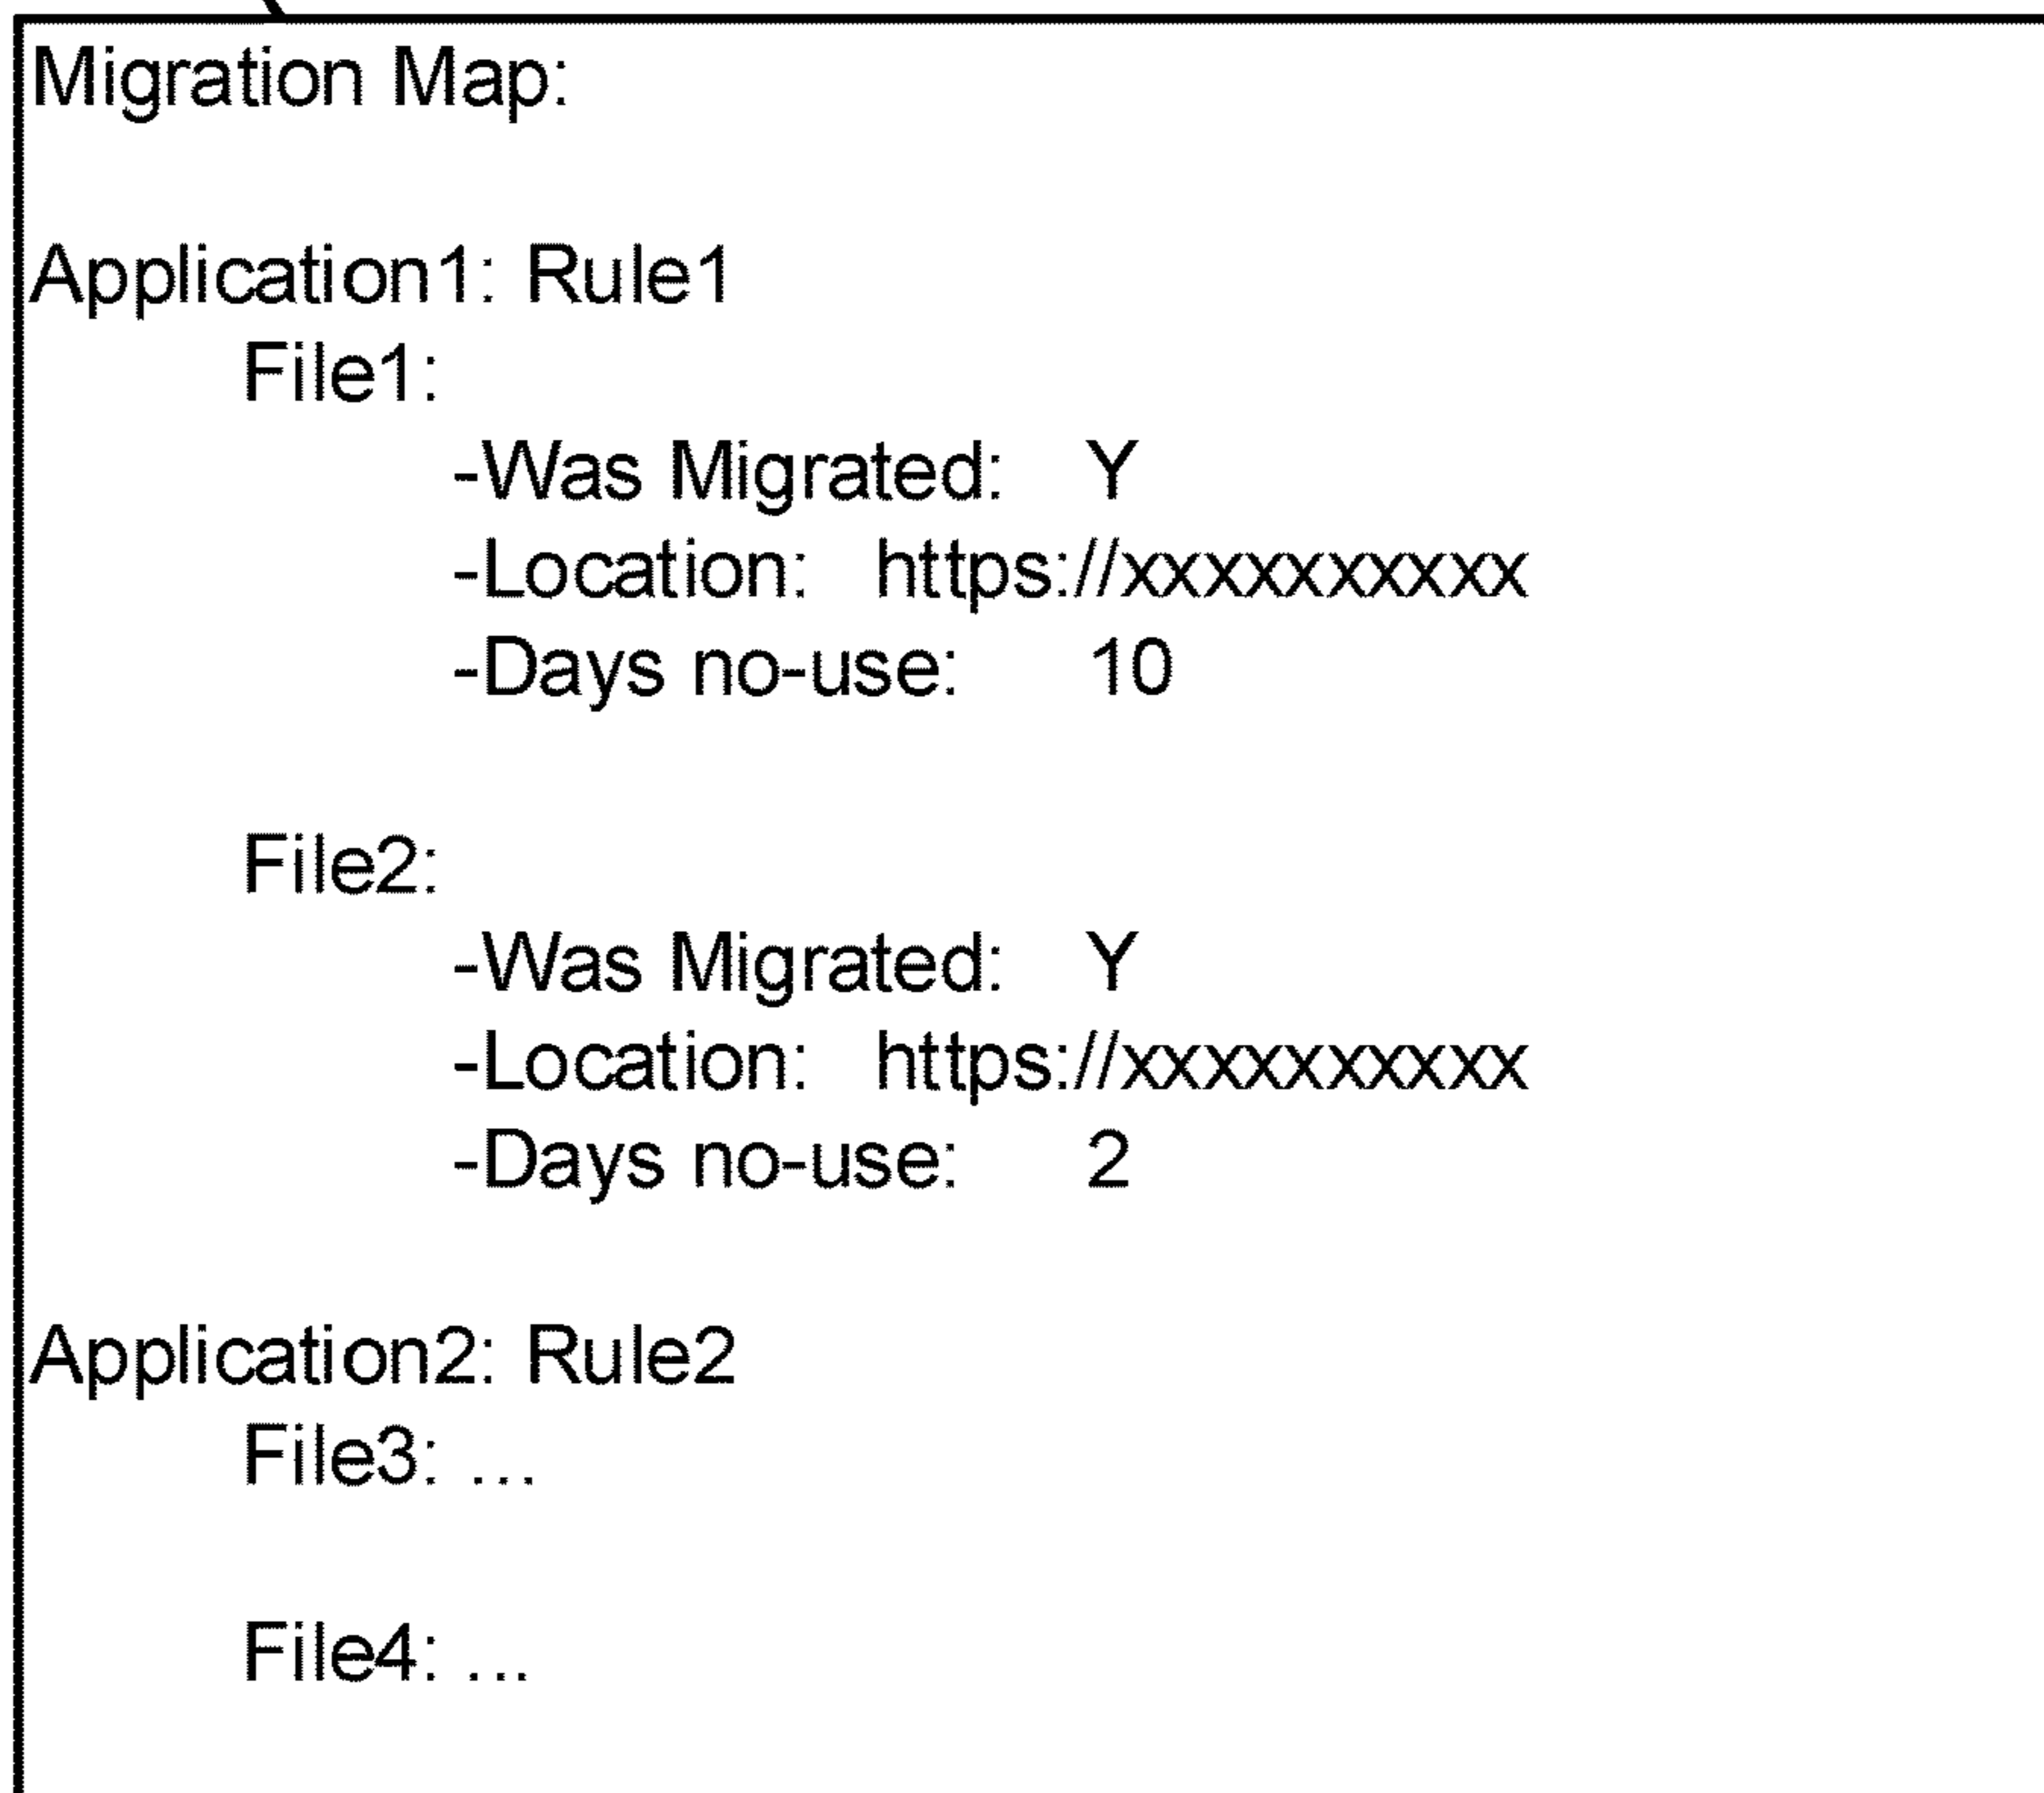 Migration Map:
Application1: Rule1
File1:
-Was Migrated: Y
-Location: https://xxxxxxxxxx
-Days no-use: 10
File2:
-Was Migrated: Y
-Location: https://xxxxxxxxxx
-Days no-use: 2
Application2: Rule2
File3: ...
File4: ...